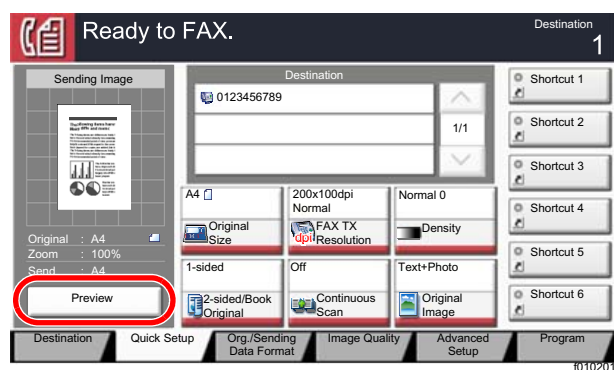 Ready to FAX.
Destination
1
Sending Image
Original : A4
Zoom : 100%
Send : A4
Preview
Destination
0123456789
1/1
A4
Original
Size
200x100dpi
Normal
dpi
FAX TX
Resolution
Normal 0
Density
1-sided
2-sided/Book
Original
Off
Continuous
Scan
Text+Photo
Original
Image
Shortcut 1
Shortcut 2
Shortcut 3
Shortcut 4
Shortcut 5
Shortcut 6
Destination
Quick Setup
Org./Sending
Data Format
Image Quality
Advanced
Setup
Program
f010201